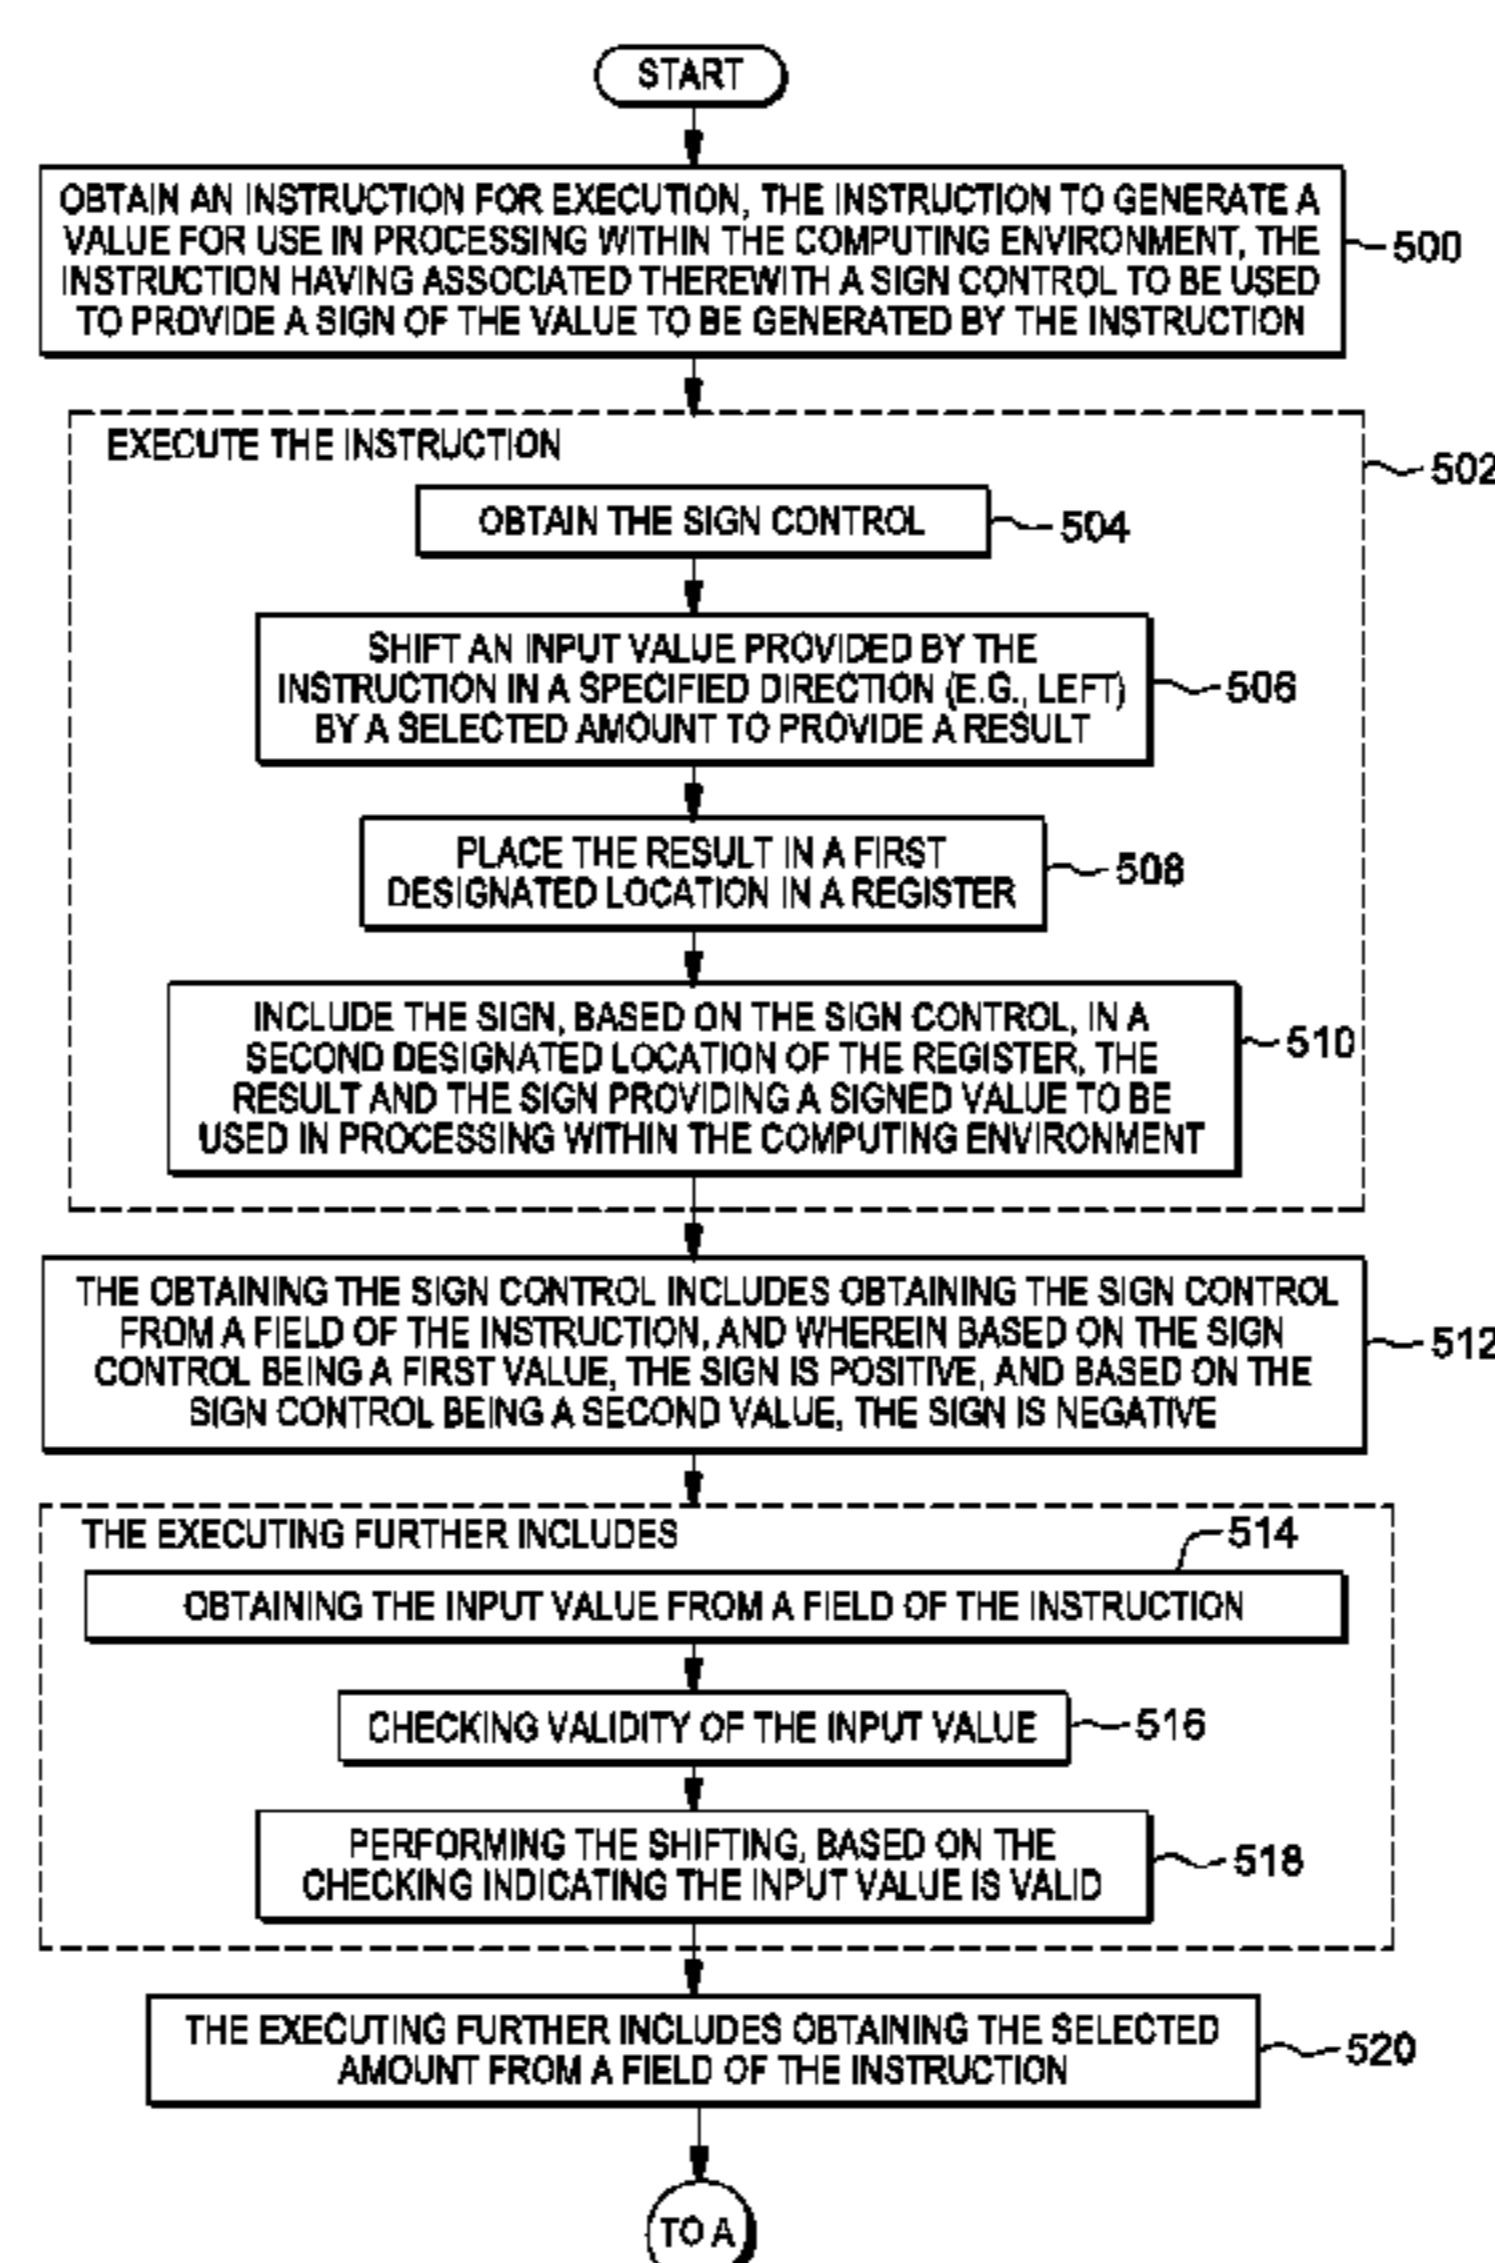 START
OBTAIN AN INSTRUCTION FOR EXECUTION, THE INSTRUCTION TO GENERATE A
VALUE FOR USE IN PROCESSING WITHIN THE COMPUTING ENVIRONMENT, THE
INSTRUCTION HAVING ASSOCIATED THEREWITH A SIGN CONTROL TO BE USED
TO PROVIDE A SIGN OF THE VALUE TO BE GENERATED BY THE INSTRUCTION
500
EXECUTE THE INSTRUCTION
502
OBTAIN THE SIGN CONTROL
504
SHIFT AN INPUT VALUE PROVIDED BY THE
INSTRUCTION IN A SPECIFIED DIRECTION (E.G., LEFT)
BY A SELECTED AMOUNT TO PROVIDE A RESULT
506
PLACE THE RESULT IN A FIRST
DESIGNATED LOCATION IN A REGISTER
508
INCLUDE THE SIGN, BASED ON THE SIGN CONTROL, IN A
SECOND DESIGNATED LOCATION OF THE REGISTER, THE
RESULT AND THE SIGN PROVIDING A SIGNED VALUE TO BE
USED IN PROCESSING WITHIN THE COMPUTING ENVIRONMENT
510
THE OBTAINING THE SIGN CONTROL INCLUDES OBTAINING THE SIGN CONTROL
FROM A FIELD OF THE INSTRUCTION, AND WHEREIN BASED ON THE SIGN
CONTROL BEING A FIRST VALUE, THE SIGN IS POSITIVE, AND BASED ON THE
SIGN CONTROL BEING A SECOND VALUE, THE SIGN IS NEGATIVE
512
THE EXECUTING FURTHER INCLUDES
514
OBTAINING THE INPUT VALUE FROM A FIELD OF THE INSTRUCTION
CHECKING VALIDITY OF THE INPUT VALUE
516
PERFORMING THE SHIFTING, BASED ON THE
CHECKING INDICATING THE INPUT VALUE IS VALID
518
THE EXECUTING FURTHER INCLUDES OBTAINING THE SELECTED
AMOUNT FROM A FIELD OF THE INSTRUCTION
520
TO A